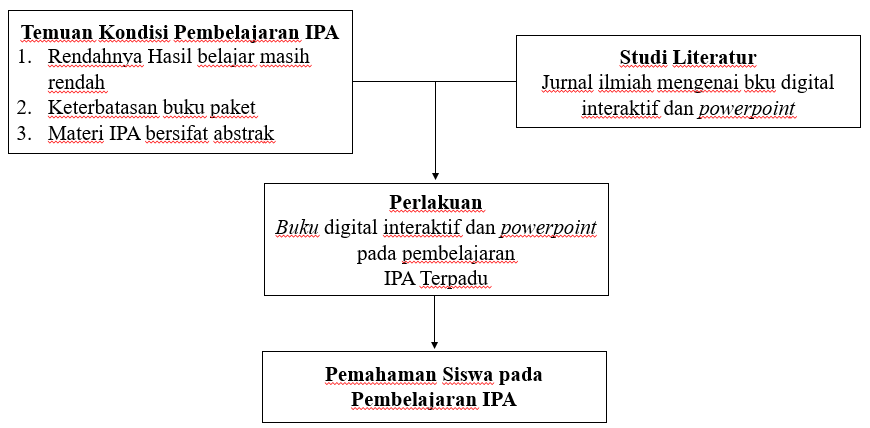 Temuan Kondisi Pembelajaran IPA
1. Rendahnya Hasil belajar masih
rendah
2. Keterbatasan buku paket
3. Materi IPA bersifat abstrak
Studi Literatur
Jurnal ilmiah mengenai bku digital
interaktif dan powerpoint
Perlakuan
Buku digital interaktif dan powerpoint
pada pembelajaran
IPA Terpadu
Pemahaman Siswa pada
Pembelajaran IPA